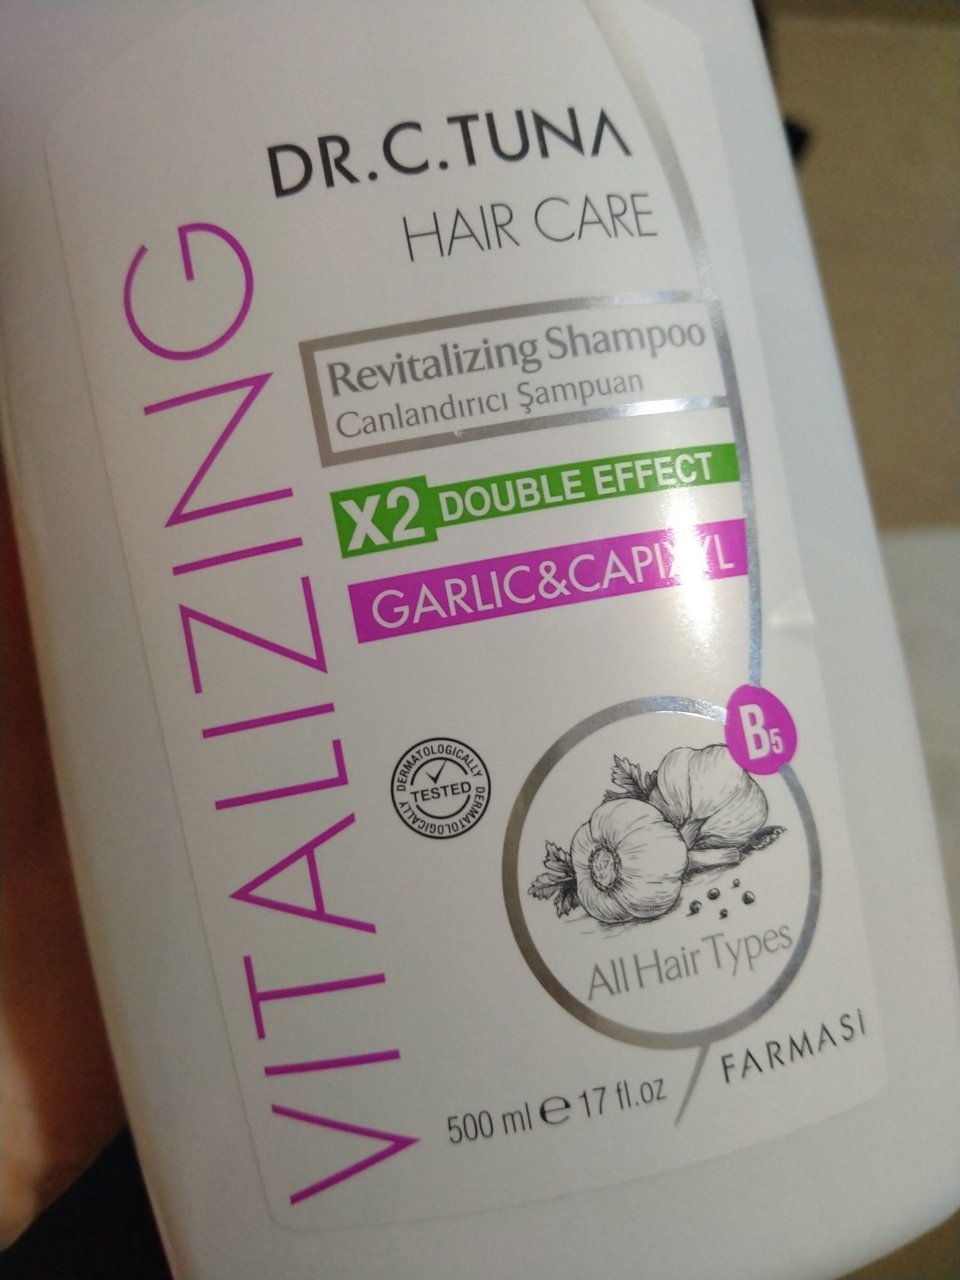 DR.C.TUNA
HAIR CARE
VITALIZING
Revitalizing Shampoo
Canlandırıcı Şampuan
X2 DOUBLE EFFECT
GARLIC&CAPIXYL
B5
DERMATOLOGICALLY
TESTED
DERMATOLOGICALLY
All Hair Types
FARMASI
500 ml e 17 fl.oz